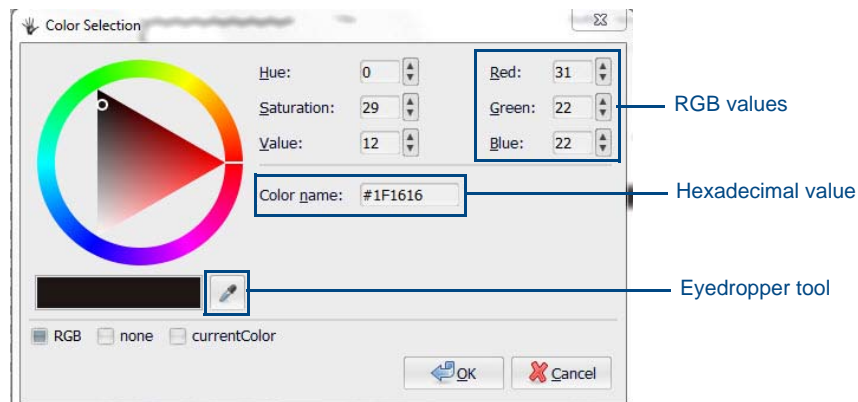 Color Selection
Hue: 0 Red: 31
Saturation: 29 Green: 22 RGB values
Value: 12 Blue: 22
Color name: #1F1616 Hexadecimal value
Eyedropper tool
RGB none currentColor
OK Cancel